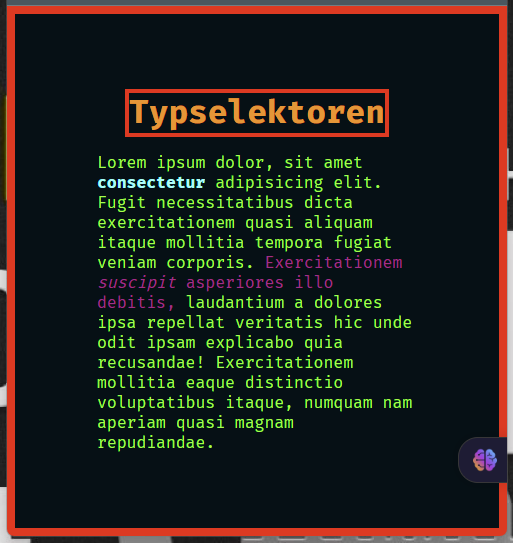 Typselektoren
Lorem ipsum dolor, sit amet
consectetur adipisicing elit.
Fugit necessitatibus dicta
exercitationem quasi aliquam
itaque mollitia tempora fugiat
veniam corporis. Exercitationem
suscipit asperiores illo
debitis, laudantium a dolores
ipsa repellat veritatis hic unde
odit ipsam explicabo quia
recusandae! Exercitationem
mollitia eaque distinctio
voluptatibus itaque, numquam nam
aperiam quasi magnam
repudiandae.